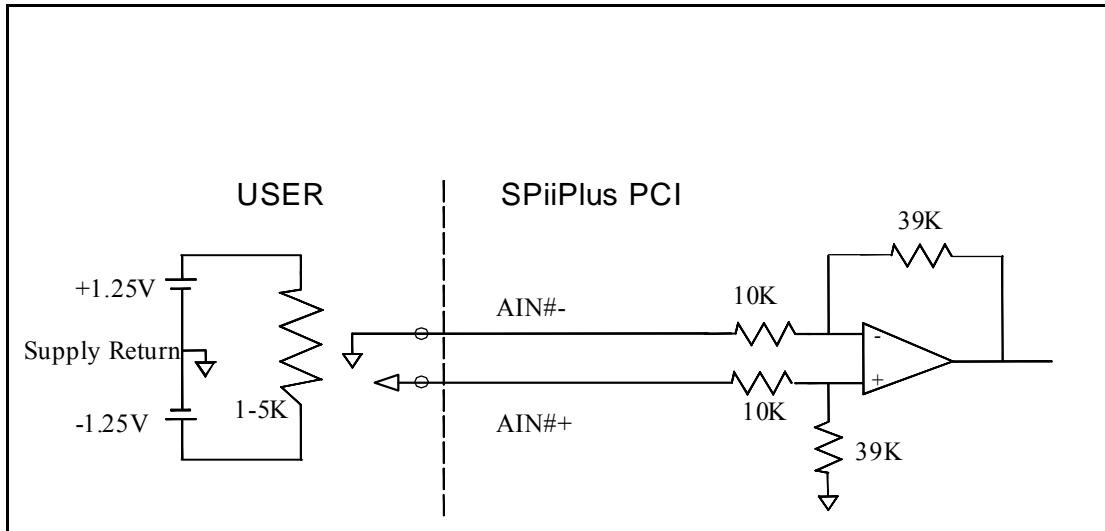 USER
SPiiPlus PCI
39K
+1.25V
10K
AIN#-
Supply Return
-
+
-1.25V
1-5K
10K
AIN#+
39K